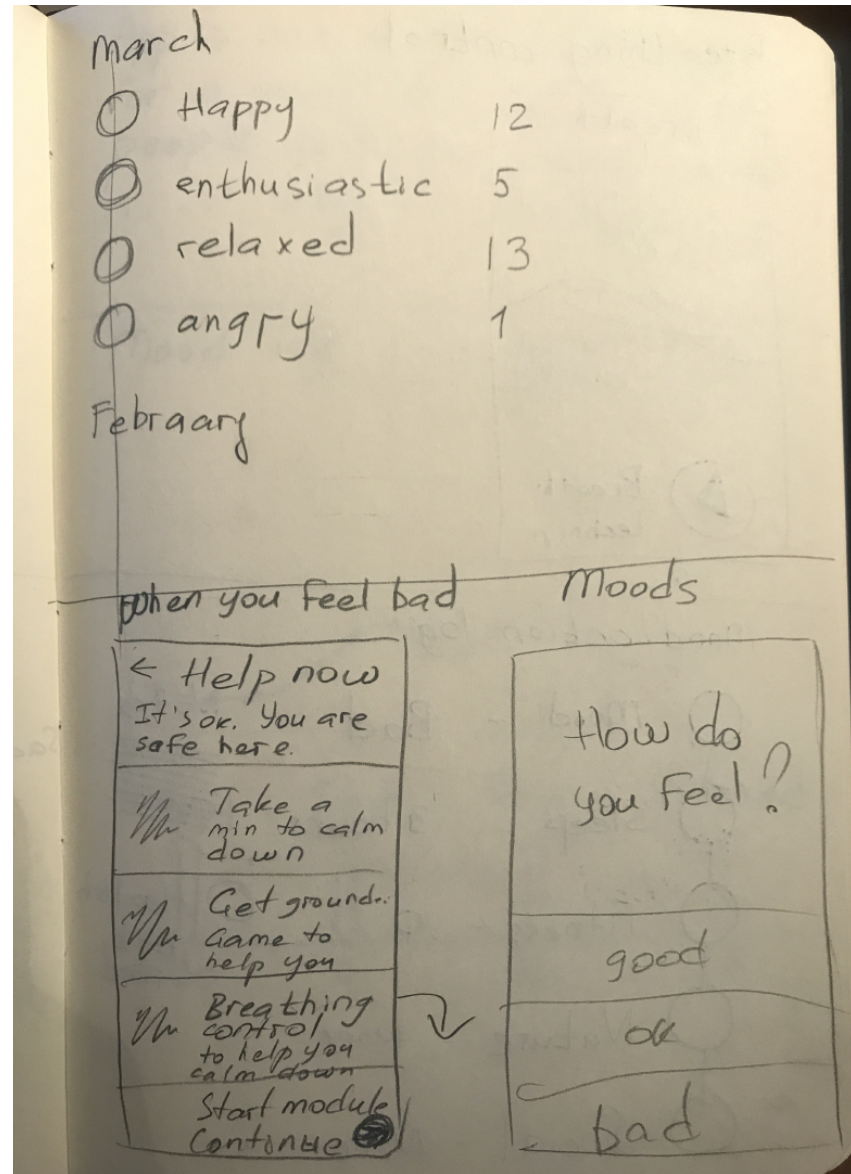 march
Happy 12
enthusiastic 5
relaxed 13
angry 1
Februarry
When you feel bad
← Help now
It's ok. You are
safe here.
Take a
min to calm
down
Get ground..
Game to
help you
Breathing
control
to help you
calm down
Start module
Continue
Moods
How do
you Feel?
good
ok
bad